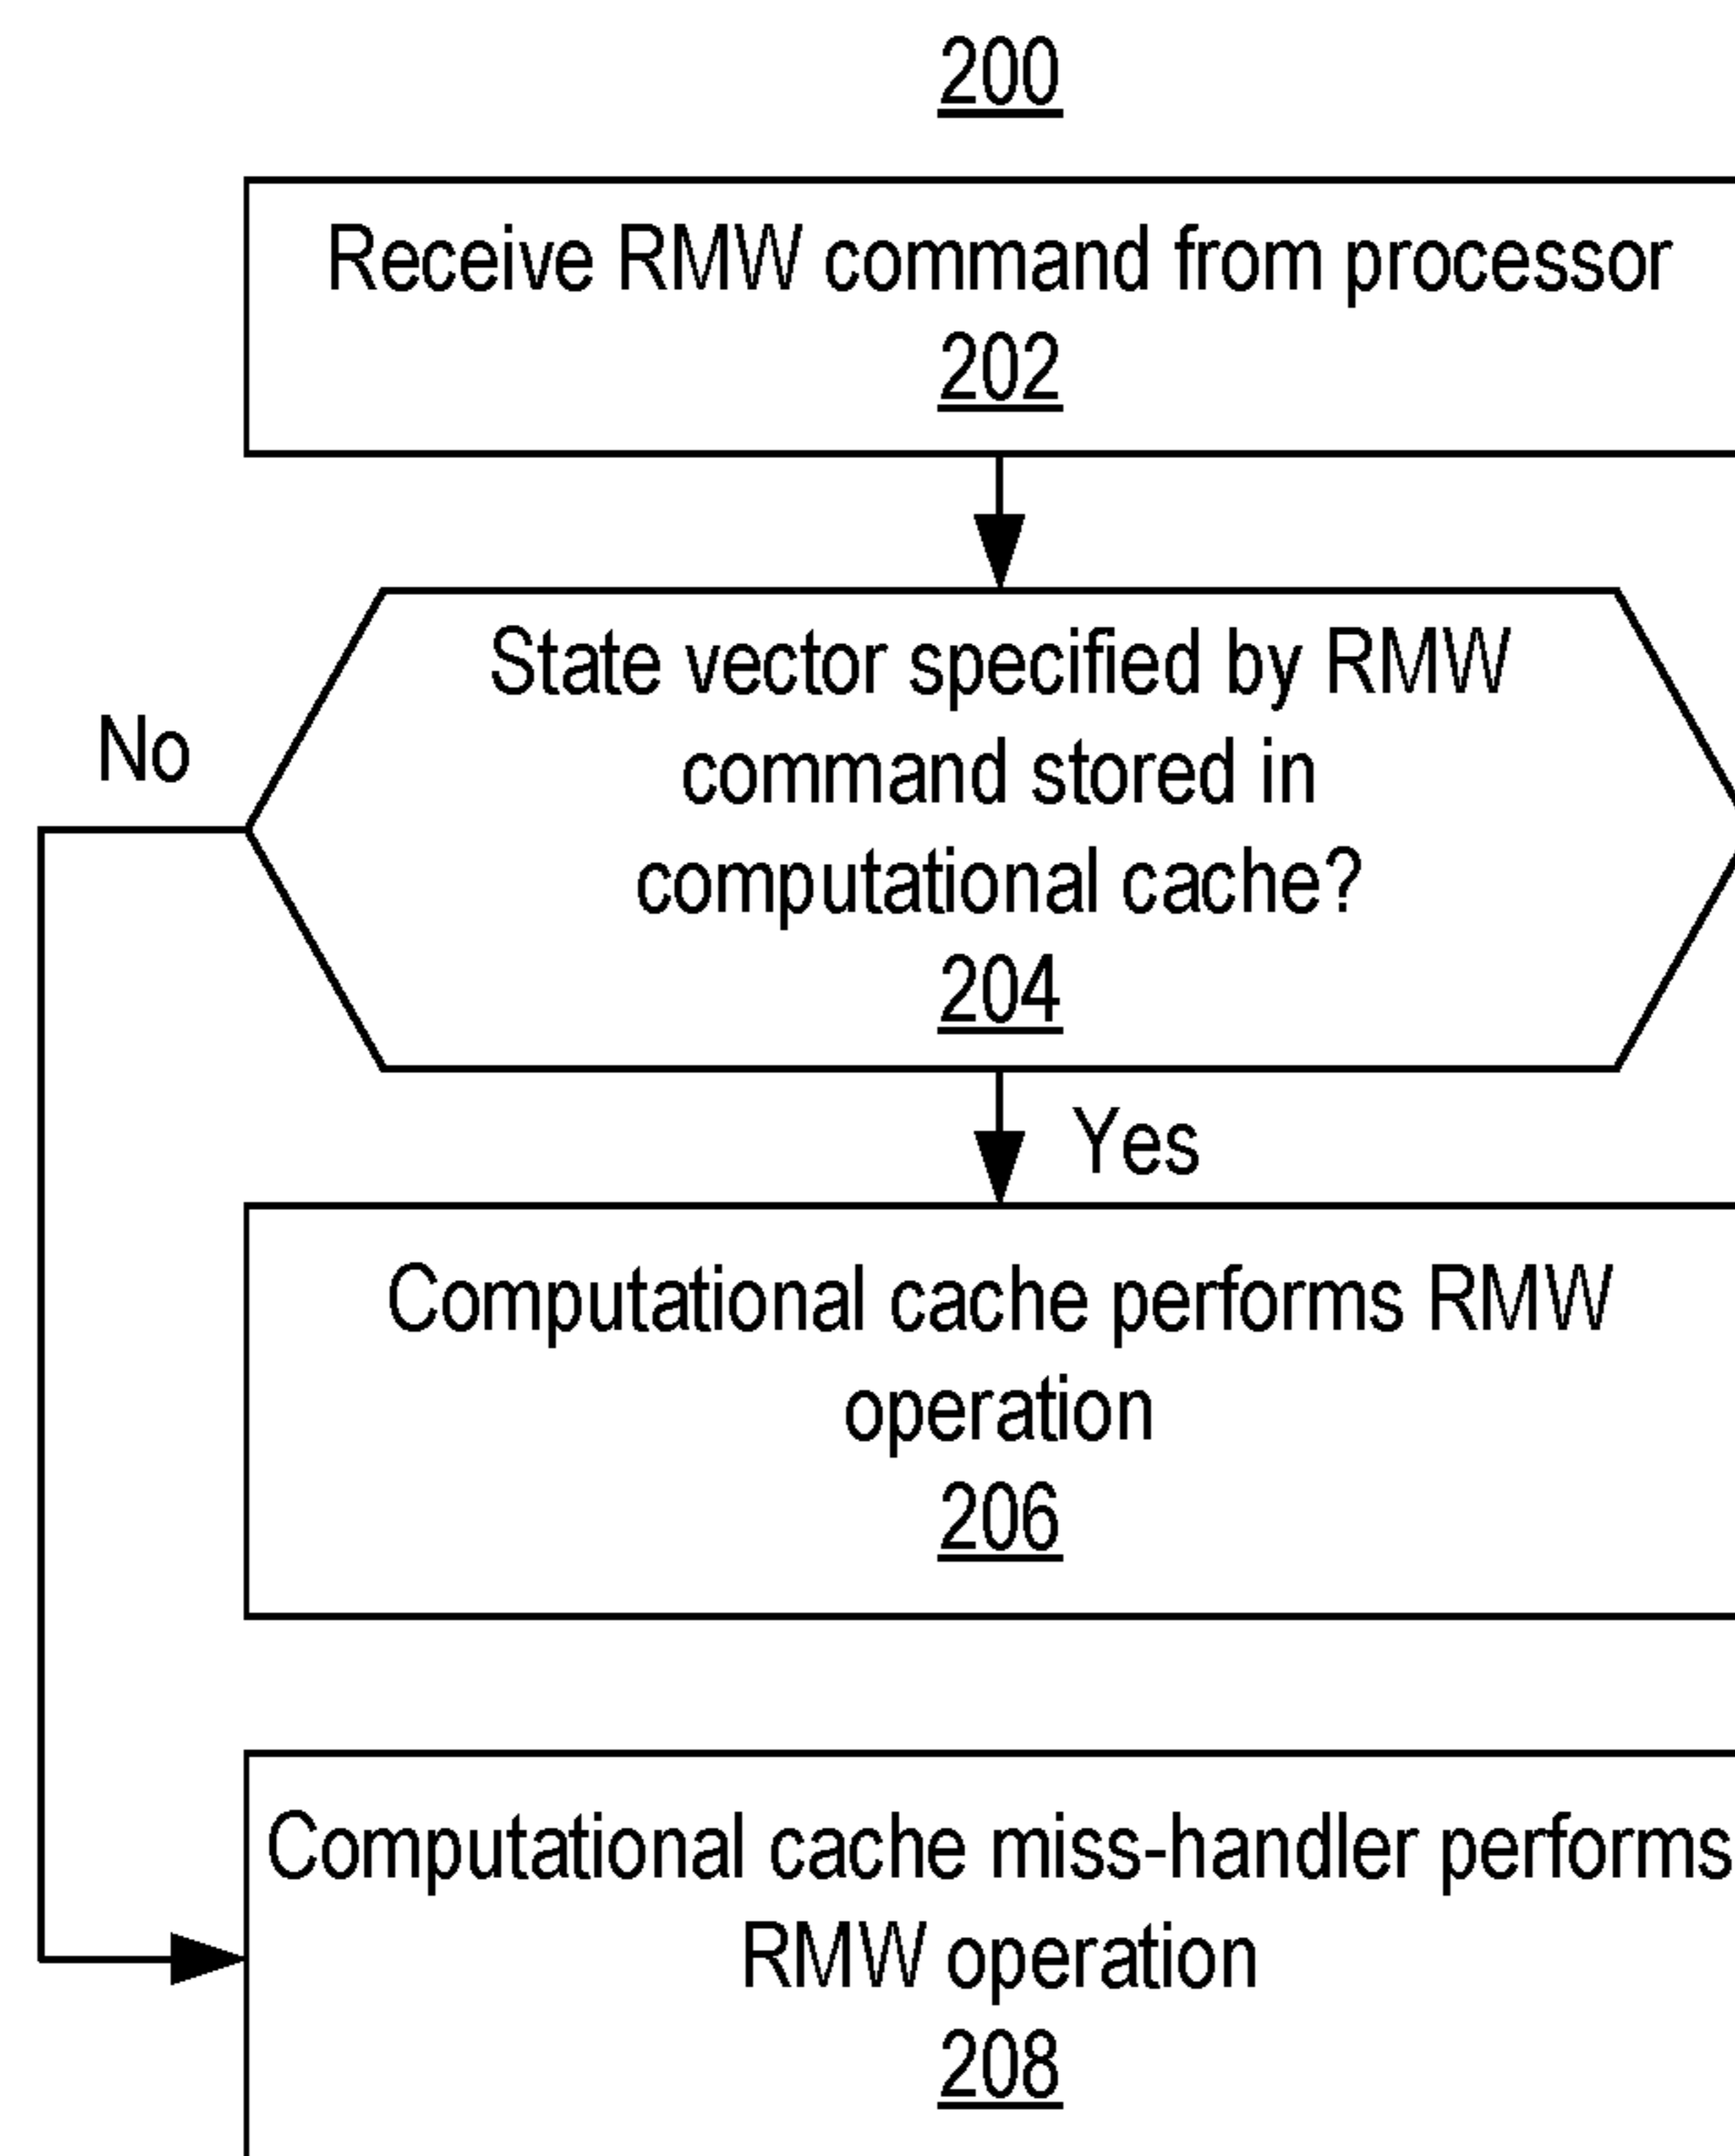 200
Receive RMW command from processor
202
State vector specified by RMW
command stored in
computational cache?
204
No
Yes
Computational cache performs RMW
operation
206
Computational cache miss-handler performs
RMW operation
208